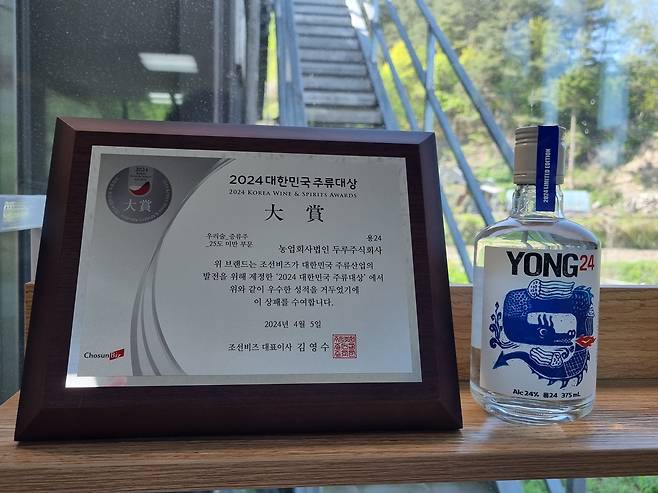 2024
大賞
2024 대한민국 주류대상
2024 KOREA WINE & SPIRITS AWARDS
大賞
우리술_증류주
_25도 미만 부문
용24
농업회사법인 두루주식회사
위 브랜드는 조선비즈가 대한민국 주류산업의
발전을 위해 제정한 '2024 대한민국 주류대상' 에서
위와 같이 우수한 성적을 거두었기에
이 상패를 수여합니다.
2024년 4월 5일
조선비즈 대표이사 김영수
ChosunBiz
2024 LIMITED EDITION
YONG24
Alc 24% 용24 375 mL